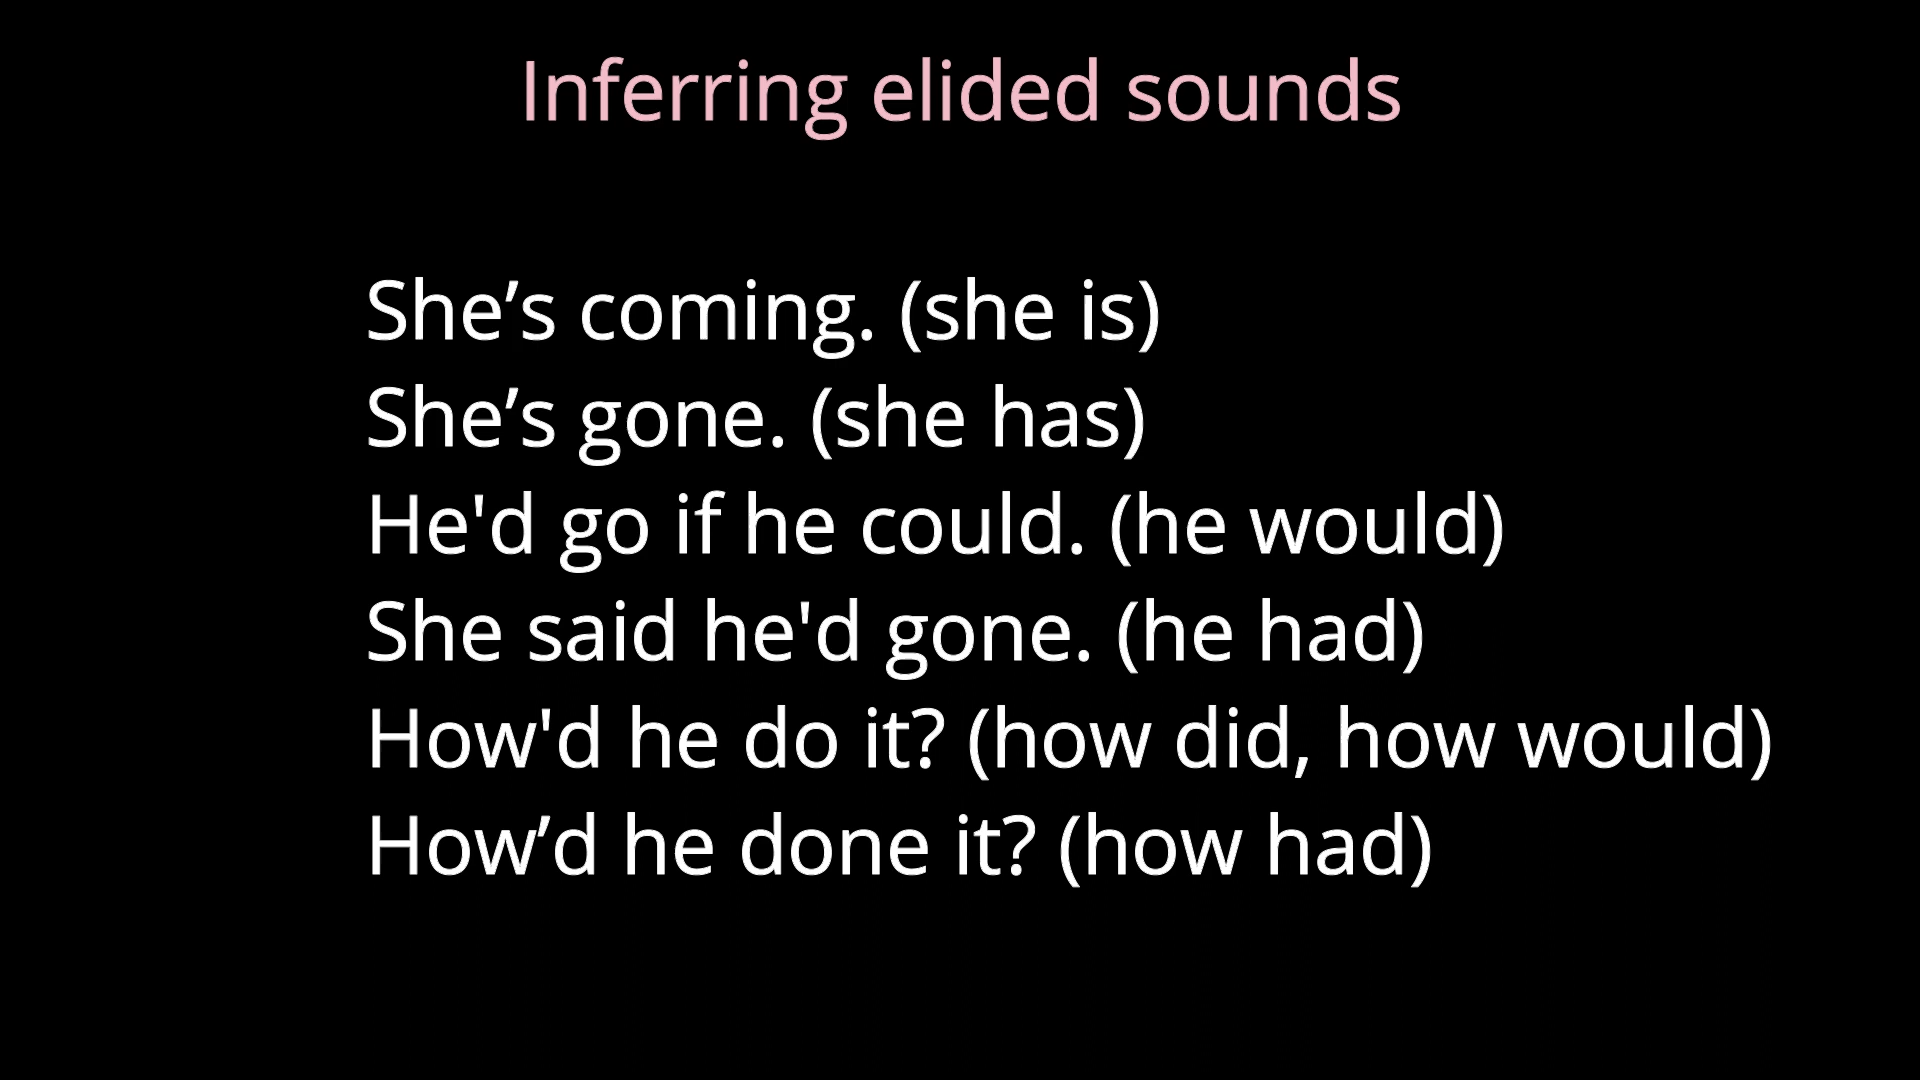 Inferring elided sounds
She’s coming. (she is)
She’s gone. (she has)
He'd go if he could. (he would)
She said he'd gone. (he had)
How'd he do it? (how did, how would)
How’d he done it? (how had)